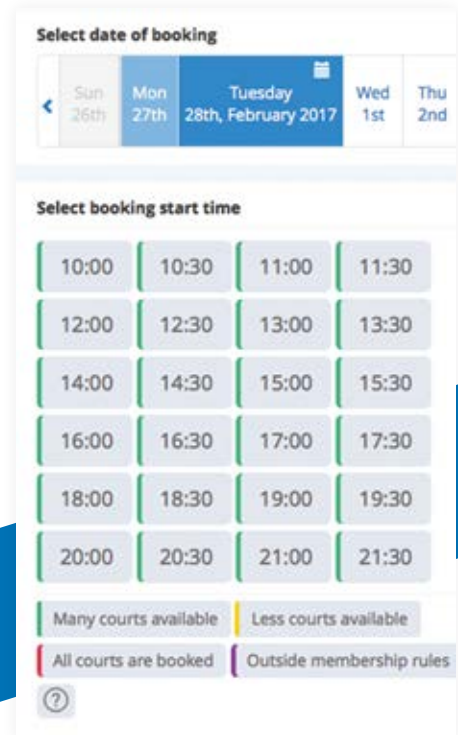 Select date of booking
Sun Mon Tuesday Wed Thu
26th 27th 28th, February 2017 1st 2nd
Select booking start time
10:00 10:30 11:00 11:30
12:00 12:30 13:00 13:30
14:00 14:30 15:00 15:30
16:00 16:30 17:00 17:30
18:00 18:30 19:00 19:30
20:00 20:30 21:00 21:30
Many courts available Less courts available
All courts are booked Outside membership rules
?